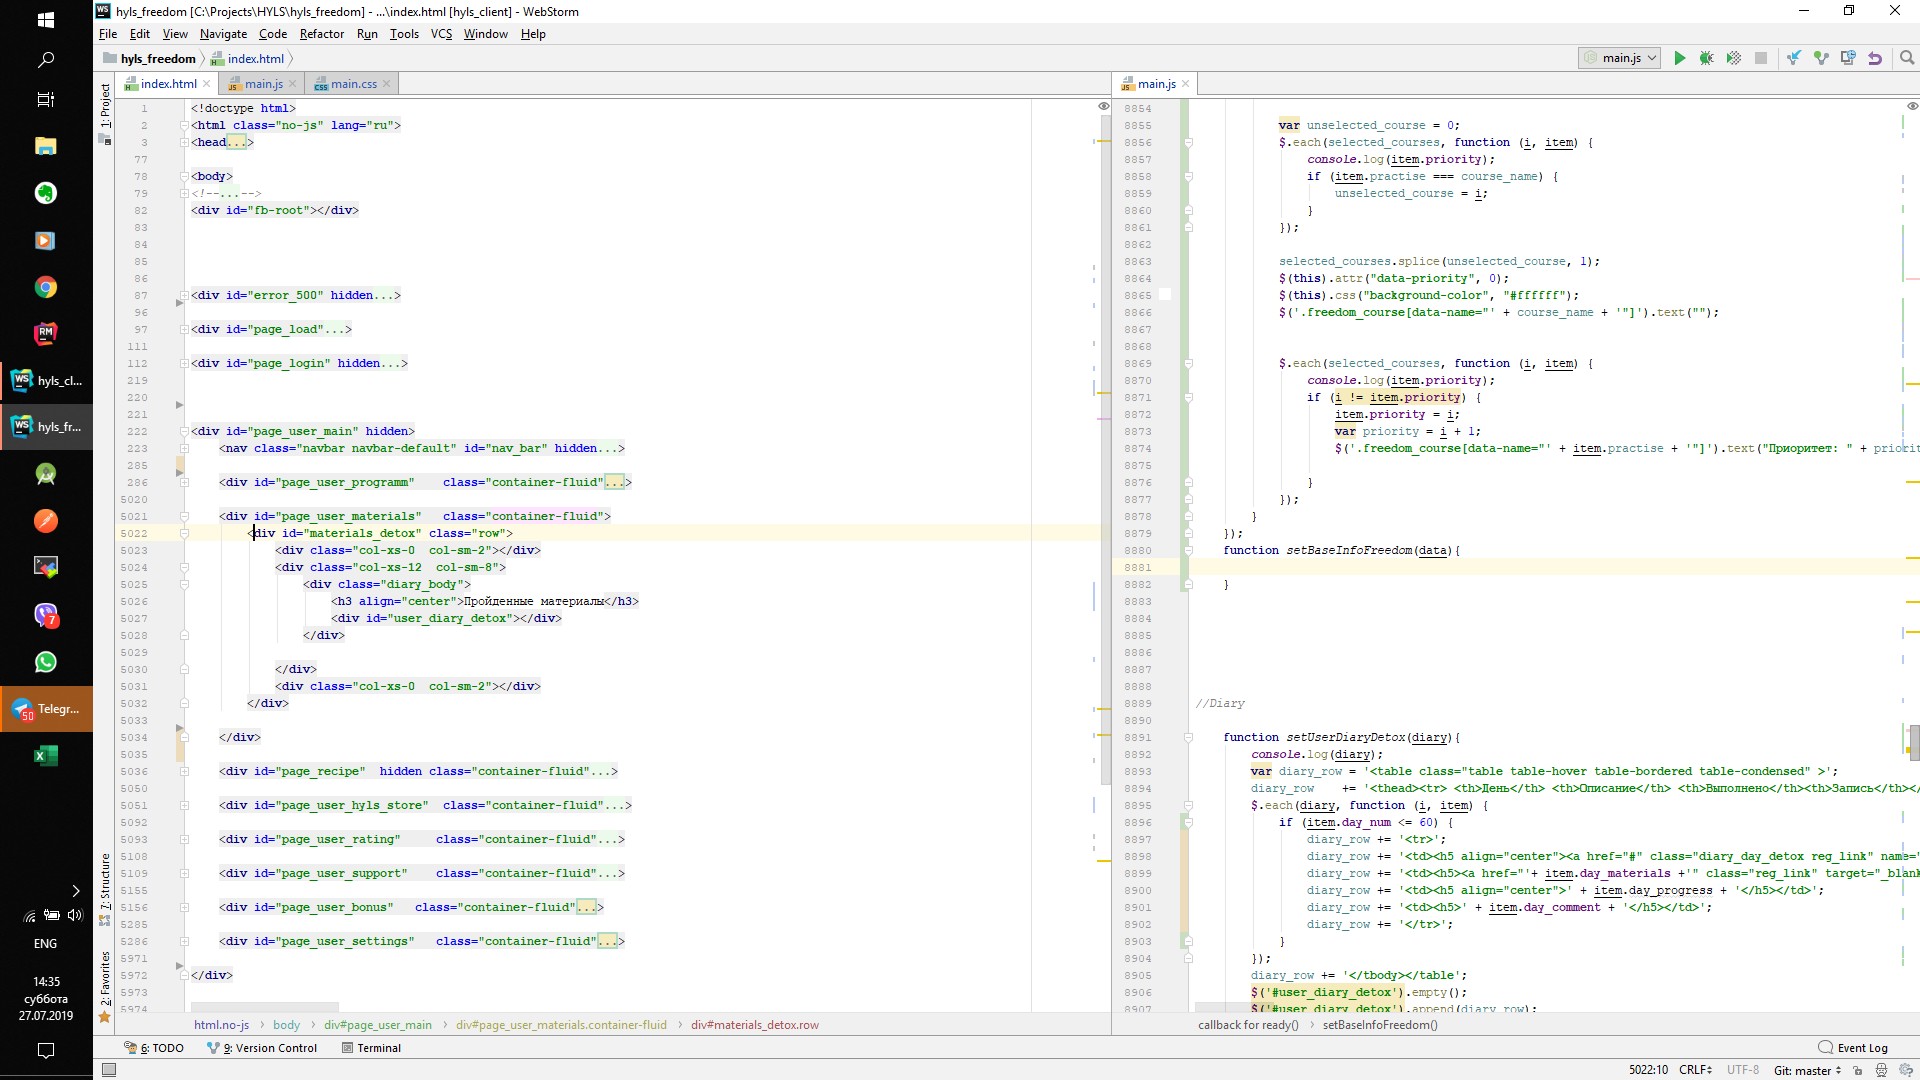 hyls_freedom [C:\Projects\HYLS\hyls_freedom] - ...\index.html [hyls_client] - WebStorm
File Edit View Navigate Code Refactor Run Tools VCS Window Help
hyls_freedom index.html main.js
index.html main.js main.css
1 <!doctype html>
2 <html class="no-js" lang="ru">
3 <head...>
77
78 <body>
79 <!--...-->
82 <div id="fb-root"></div>
83
84
85
86
87 <div id="error_500" hidden...>
96
97 <div id="page_load"...>
111
112 <div id="page_login" hidden...>
219
220
221
222 <div id="page_user_main" hidden>
223 <nav class="navbar navbar-default" id="nav_bar" hidden...>
285
286 <div id="page_user_programm" class="container-fluid"...>
5020
5021 <div id="page_user_materials" class="container-fluid">
5022 <div id="materials_detox" class="row">
5023 <div class="col-xs-0 col-sm-2"></div>
5024 <div class="col-xs-12 col-sm-8">
5025 <div class="diary_body">
5026 <h3 align="center">Пройденные материалы</h3>
5027 <div id="user_diary_detox"></div>
5028 </div>
5029
5030 </div>
5031 <div class="col-xs-0 col-sm-2"></div>
5032 </div>
5033
5034 </div>
5035
5036 <div id="page_recipe" hidden class="container-fluid"...>
5050
5051 <div id="page_user_hyls_store" class="container-fluid"...>
5092
5093 <div id="page_user_rating" class="container-fluid"...>
5108
5109 <div id="page_user_support" class="container-fluid"...>
5155
5156 <div id="page_user_bonus" class="container-fluid"...>
5285
5286 <div id="page_user_settings" class="container-fluid"...>
5971
5972 </div>
5973
5974
html.no-js body div#page_user_main div#page_user_materials.container-fluid div#materials_detox.row
main.js
8854
8855 var unselected_course = 0;
8856 $.each(selected_courses, function (i, item) {
8857 console.log(item.priority);
8858 if (item.practise === course_name) {
8859 unselected_course = i;
8860 }
8861 });
8862
8863 selected_courses.splice(unselected_course, 1);
8864 $(this).attr("data-priority", 0);
8865 $(this).css("background-color", "#ffffff");
8866 $('.freedom_course[data-name="' + course_name + '"]').text("");
8867
8868
8869 $.each(selected_courses, function (i, item) {
8870 console.log(item.priority);
8871 if (i != item.priority) {
8872 item.priority = i;
8873 var priority = i + 1;
8874 $('.freedom_course[data-name="' + item.practise + '"]').text("Приоритет: " + priorit
8875
8876 }
8877 });
8878 }
8879 });
8880 function setBaseInfoFreedom(data){
8881
8882 }
8883
8884
8885
8886
8887
8888
8889 //Diary
8890
8891 function setUserDiaryDetox(diary){
8892 console.log(diary);
8893 var diary_row = '<table class="table table-hover table-bordered table-condensed" >';
8894 diary_row += '<thead><tr> <th>День</th> <th>Описание</th> <th>Выполнено</th><th>Запись</th></
8895 $.each(diary, function (i, item) {
8896 if (item.day_num <= 60) {
8897 diary_row += '<tr>';
8898 diary_row += '<td><h5 align="center"><a href="#" class="diary_day_detox reg_link" name='
8899 diary_row += '<td><h5><a href="'+ item.day_materials +'" class="reg_link" target="_blank
8900 diary_row += '<td><h5 align="center">' + item.day_progress + '</h5></td>';
8901 diary_row += '<td><h5>' + item.day_comment + '</h5></td>';
8902 diary_row += '</tr>';
8903 }
8904 });
8905 diary_row += '</tbody></table';
8906 $('#user_diary_detox').empty();
8907 $('#user_diary_detox').append(diary_row);
callback for ready() setBaseInfoFreedom()
1: Project
7: Structure
2: Favorites
6: TODO 9: Version Control Terminal Event Log
5022:10 CRLF UTF-8 Git: master
WS
RM
WS hyls_cl...
WS hyls_fr...
7
50 Telegr...
ENG
14:35
суббота
27.07.2019